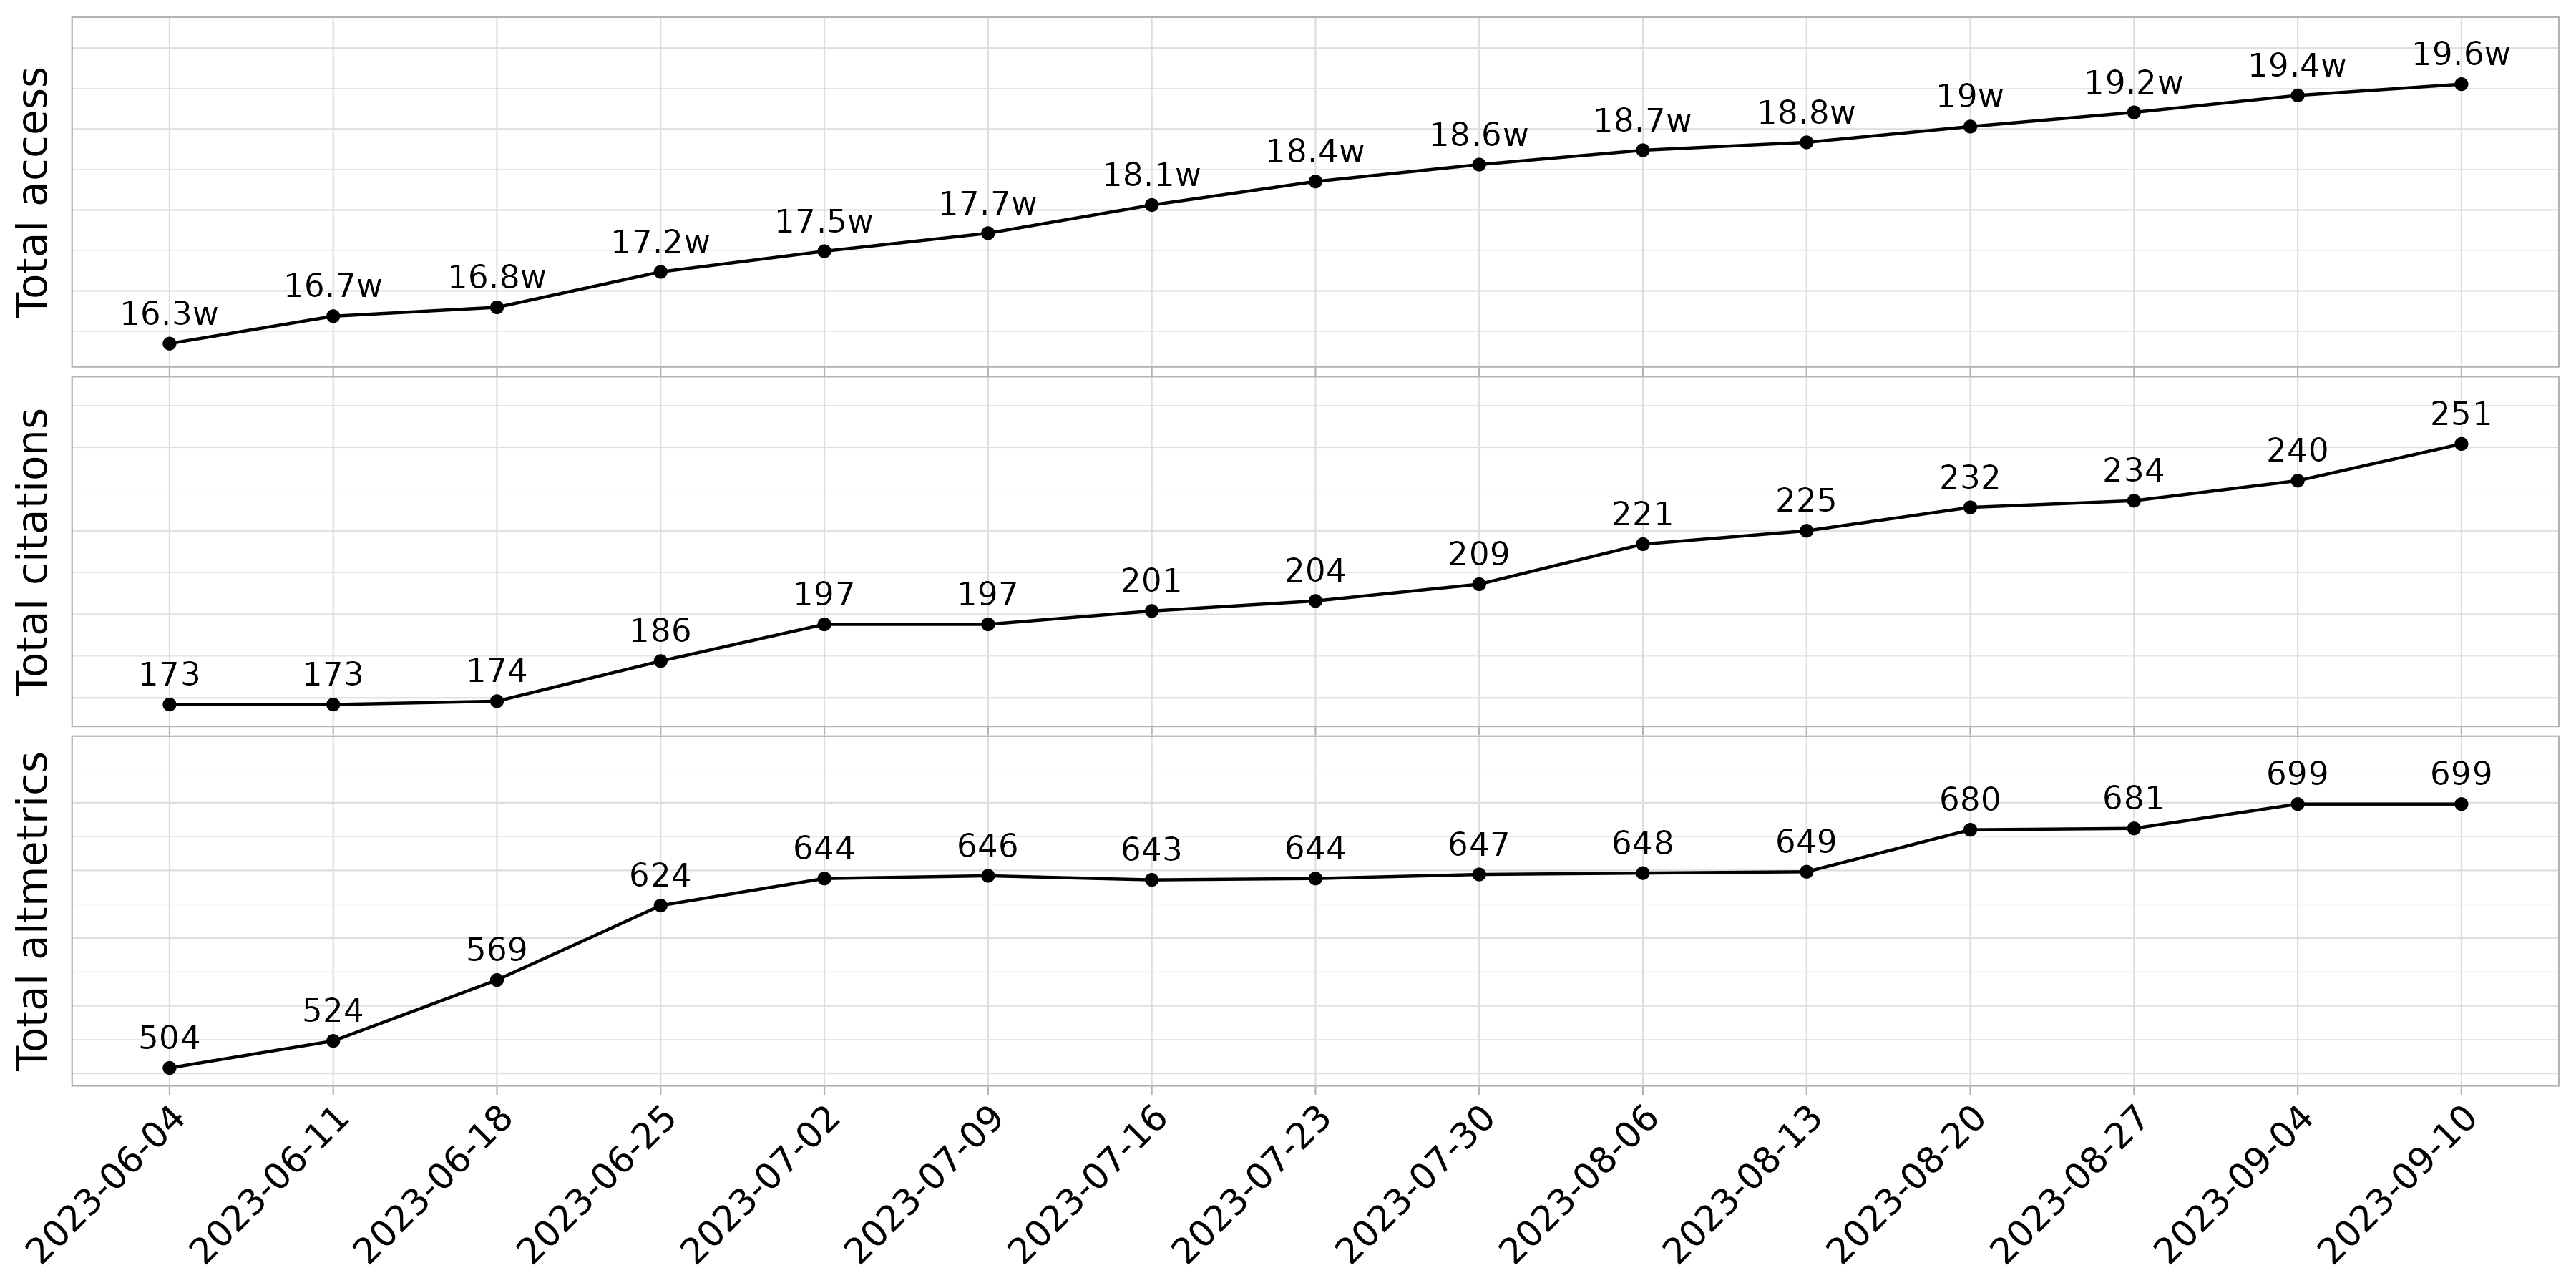 Total access
16.3w 16.7w 16.8w 17.2w 17.5w 17.7w 18.1w 18.4w 18.6w 18.7w 18.8w 19w 19.2w 19.4w 19.6w
Total citations
173 173 174 186 197 197 201 204 209 221 225 232 234 240 251
Total altmetrics
504 524 569 624 644 646 643 644 647 648 649 680 681 699 699
2023-06-04 2023-06-11 2023-06-18 2023-06-25 2023-07-02 2023-07-09 2023-07-16 2023-07-23 2023-07-30 2023-08-06 2023-08-13 2023-08-20 2023-08-27 2023-09-04 2023-09-10